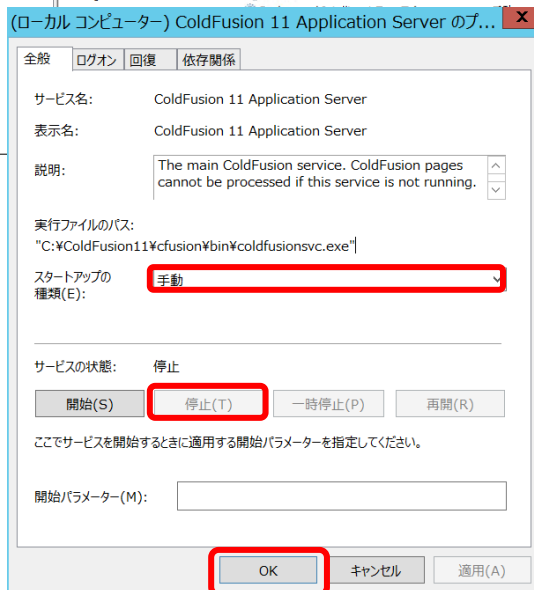 (ローカル コンピューター) ColdFusion 11 Application Server のプ... X
全般 ログオン 回復 依存関係
サービス名: ColdFusion 11 Application Server
表示名: ColdFusion 11 Application Server
説明: The main ColdFusion service. ColdFusion pages
cannot be processed if this service is not running.
実行ファイルのパス:
"C:¥ColdFusion11¥cfusion¥bin¥coldfusionsvc.exe"
スタートアップの
種類(E): 手動
サービスの状態: 停止
開始(S) 停止(T) 一時停止(P) 再開(R)
ここでサービスを開始するときに適用する開始パラメーターを指定してください。
開始パラメーター(M):
OK キャンセル 適用(A)